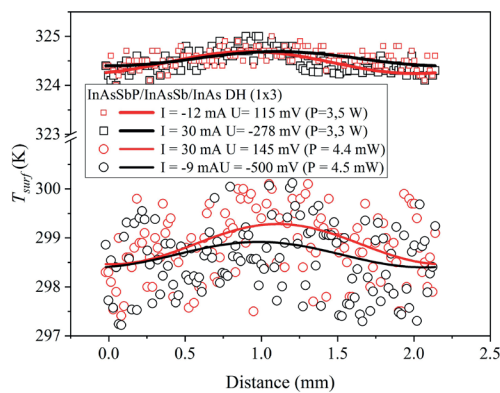 325
324
323
300
299
298
297
T_surf (K)
InAsSbP/InAsSb/InAs DH (1x3)
I = -12 mA U= 115 mV (P=3,5 W)
I = 30 mA U= -278 mV (P=3,3 W)
I = 30 mA U = 145 mV (P = 4.4 mW)
I = -9 mAU = -500 mV (P = 4.5 mW)
0.0 0.5 1.0 1.5 2.0 2.5
Distance (mm)